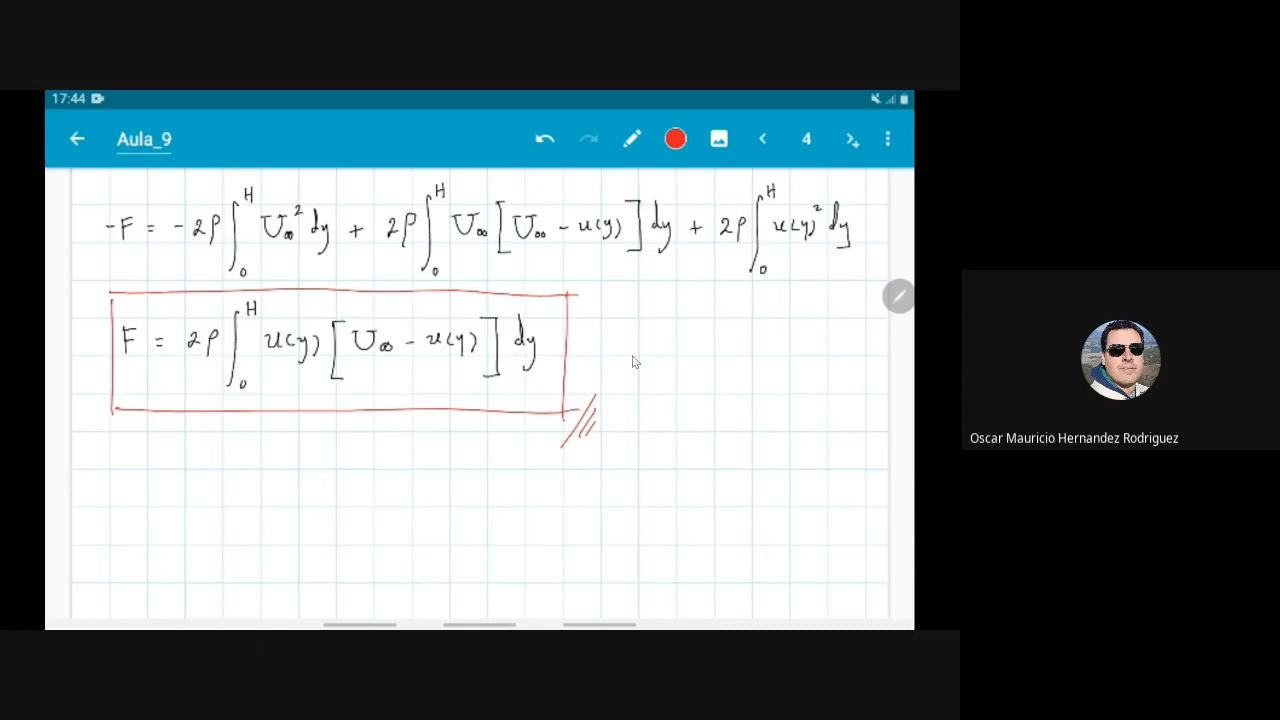 17:44
Aula_9
4
-F = -2ρ∫₀ᴴ U∞² dy + 2ρ∫₀ᴴ U∞[U∞ - u(y)]dy + 2ρ∫₀ᴴ u(y)² dy
F = 2ρ∫₀ᴴ u(y)[U∞ - u(y)] dy
Oscar Mauricio Hernandez Rodriguez